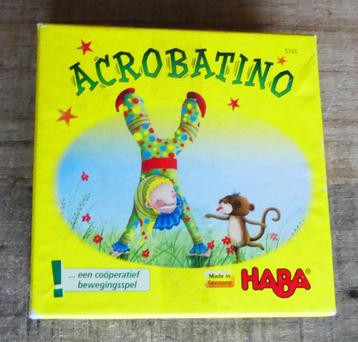 5745
ACROBATINO
! ... een coöperatief
bewegingsspel
Made in
Germany
HABA®